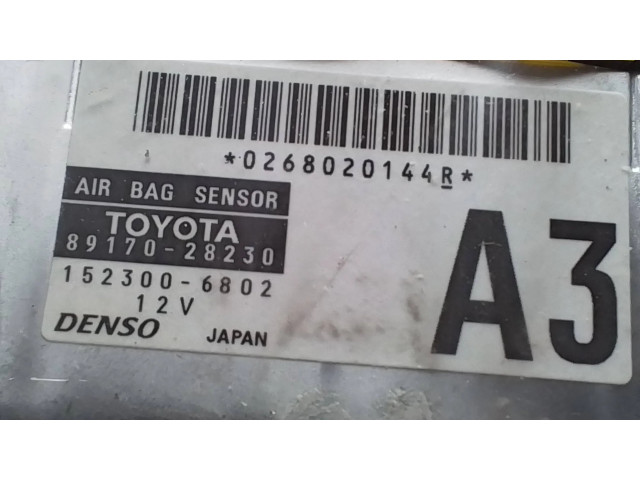 *0268020144R*
AIR BAG SENSOR
TOYOTA
89170-28230
152300-6802
12V
DENSO JAPAN
A3